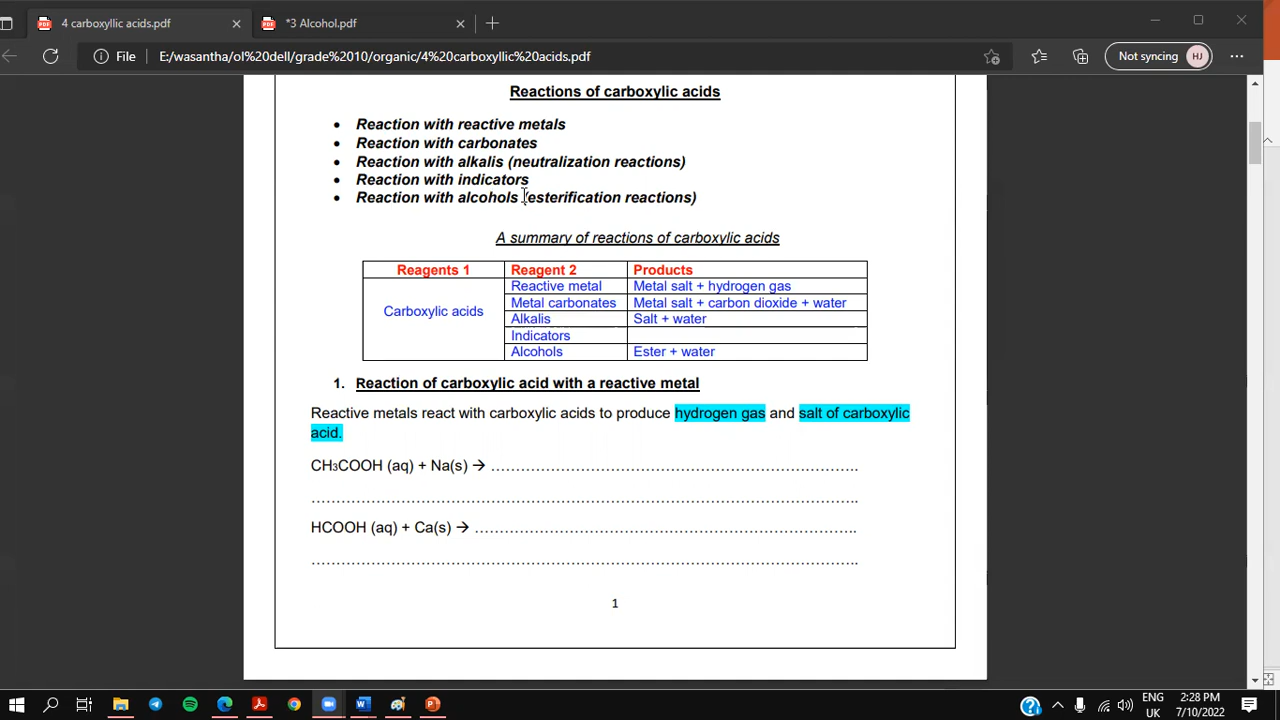 4 carboxyllic acids.pdf
*3 Alcohol.pdf
File E:/wasantha/ol%20dell/grade%2010/organic/4%20carboxyllic%20acids.pdf
Not syncing HJ
Reactions of carboxylic acids
• Reaction with reactive metals
• Reaction with carbonates
• Reaction with alkalis (neutralization reactions)
• Reaction with indicators
• Reaction with alcohols (esterification reactions)
A summary of reactions of carboxylic acids
Reagents 1 Reagent 2 Products
Carboxylic acids
Reactive metal Metal salt + hydrogen gas
Metal carbonates Metal salt + carbon dioxide + water
Alkalis Salt + water
Indicators
Alcohols Ester + water
1. Reaction of carboxylic acid with a reactive metal
Reactive metals react with carboxylic acids to produce hydrogen gas and salt of carboxylic
acid.
CH₃COOH (aq) + Na(s) → ………………………………………………………………..
………………………………………………………………………………………………..
HCOOH (aq) + Ca(s) → …………………………………………………………………..
………………………………………………………………………………………………..
1
ENG 2:28 PM
UK 7/10/2022